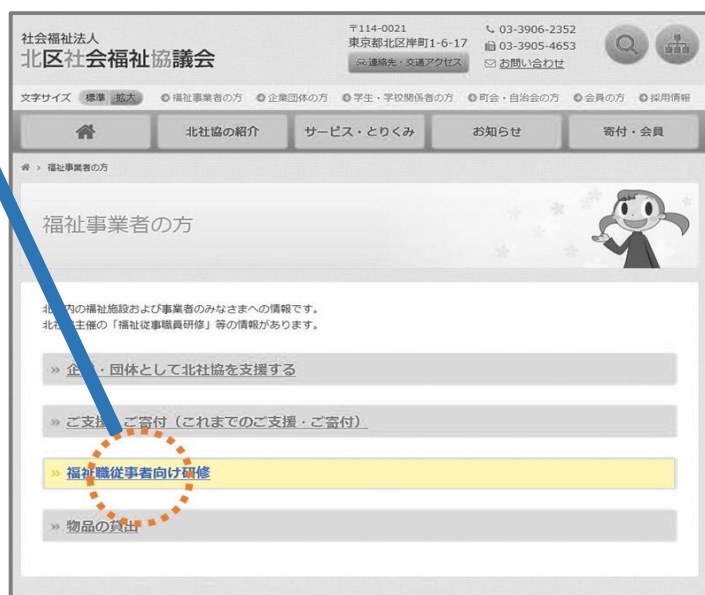 社会福祉法人
北区社会福祉協議会
〒114-0021
東京都北区岸町1-6-17
連絡先・交通アクセス
03-3906-2352
03-3905-4653
お問い合わせ
文字サイズ 標準 拡大 福祉事業者の方 企業団体の方 学生・学校関係者の方 町会・自治会の方 会員の方 採用情報
北社協の紹介 サービス・とりくみ お知らせ 寄付・会員
> 福祉事業者の方
福祉事業者の方
内の福祉施設および事業者のみなさまへの情報です。
主催の「福祉従事職員研修」等の情報があります。
» 企・団体として北社協を支援する
» ご支援・ご寄付（これまでのご支援・ご寄付）
» 福祉職従事者向け研修
» 物品の貸出